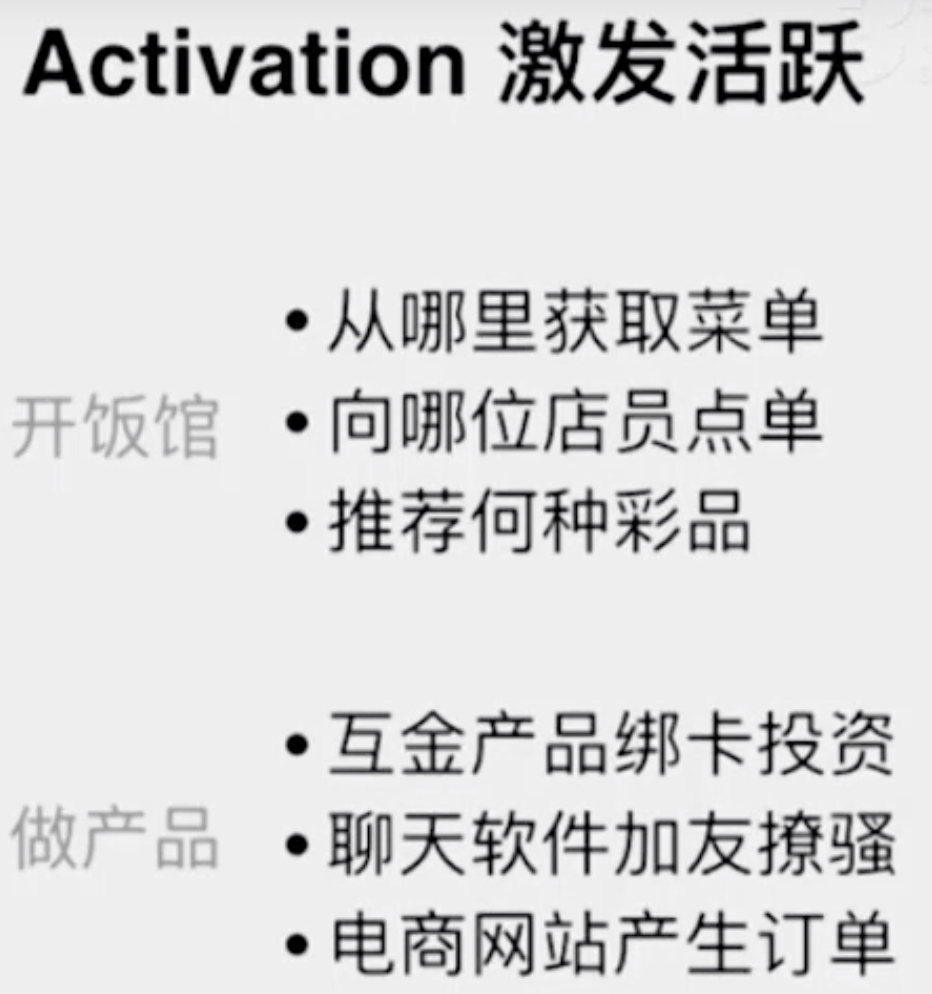 Activation 激发活跃
• 从哪里获取菜单
开饭馆
• 向哪位店员点单
• 推荐何种彩品
• 互金产品绑卡投资
做产品
• 聊天软件加友撩骚
• 电商网站产生订单